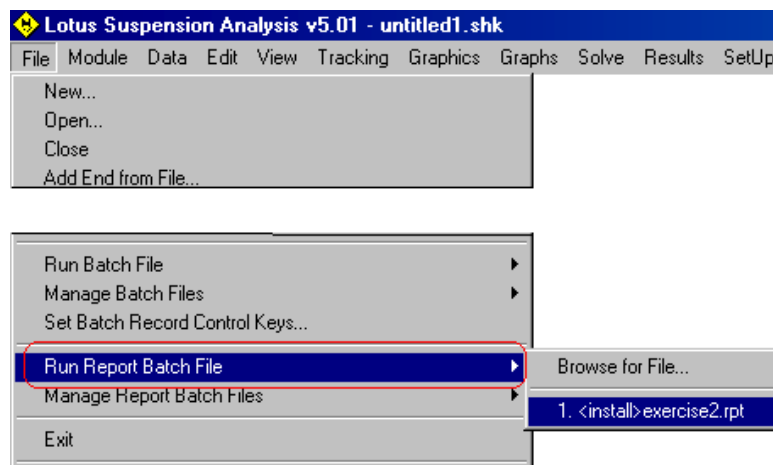 Lotus Suspension Analysis v5.01 - untitled1.shk
File Module Data Edit View Tracking Graphics Graphs Solve Results SetUp
New...
Open...
Close
Add End from File...
Run Batch File
Manage Batch Files
Set Batch Record Control Keys...
Run Report Batch File
Browse for File...
Manage Report Batch Files
1. <install>exercise2.rpt
Exit